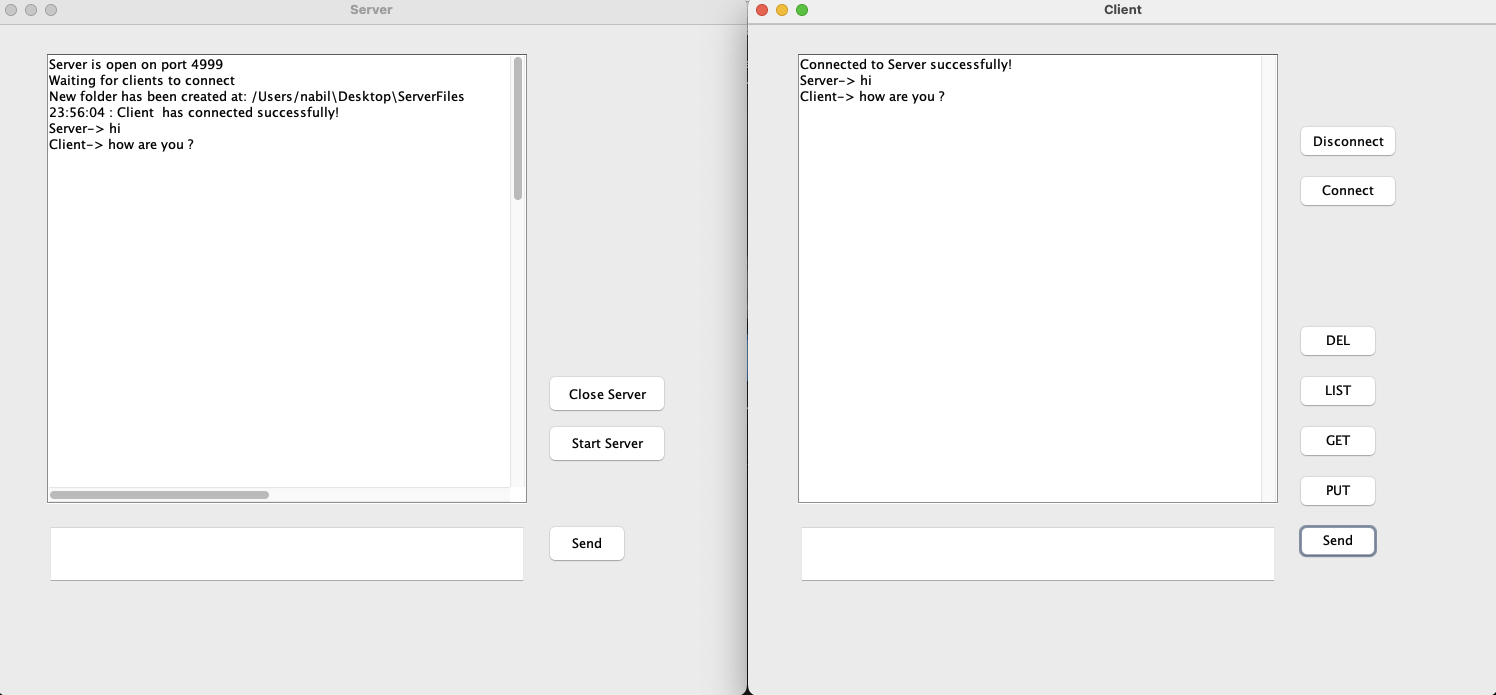 Server
Server is open on port 4999
Waiting for clients to connect
New folder has been created at: /Users/nabil\Desktop\ServerFiles
23:56:04 : Client  has connected successfully!
Server-> hi
Client-> how are you ?
Close Server
Start Server
Send
Client
Connected to Server successfully!
Server-> hi
Client-> how are you ?
Disconnect
Connect
DEL
LIST
GET
PUT
Send